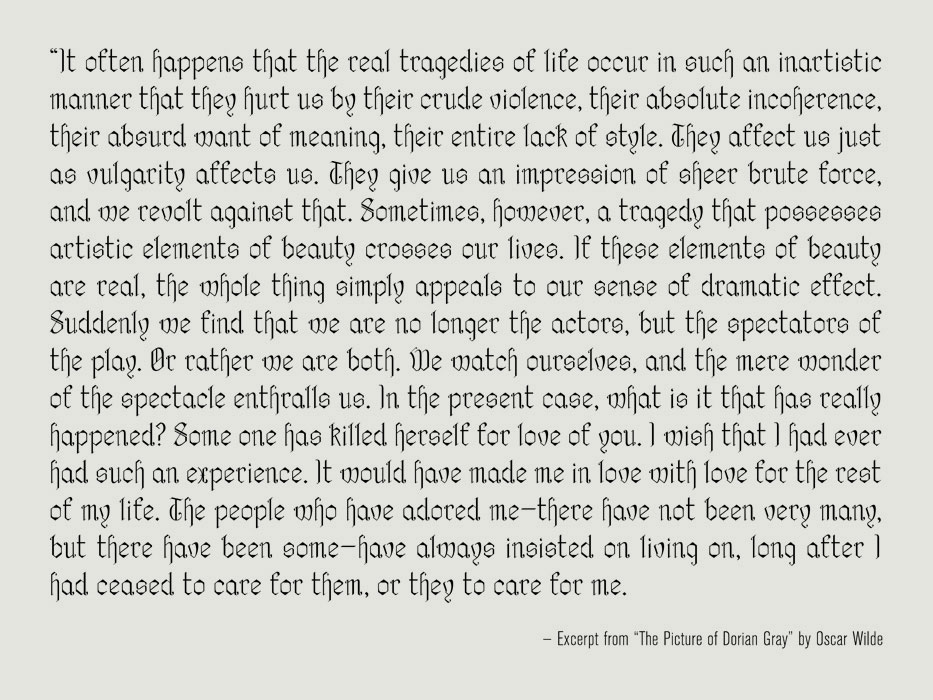 “It often happens that the real tragedies of life occur in such an inartistic
manner that they hurt us by their crude violence, their absolute incoherence,
their absurd want of meaning, their entire lack of style. They affect us just
as vulgarity affects us. They give us an impression of sheer brute force,
and we revolt against that. Sometimes, however, a tragedy that possesses
artistic elements of beauty crosses our lives. If these elements of beauty
are real, the whole thing simply appeals to our sense of dramatic effect.
Suddenly we find that we are no longer the actors, but the spectators of
the play. Or rather we are both. We watch ourselves, and the mere wonder
of the spectacle enthralls us. In the present case, what is it that has really
happened? Some one has killed herself for love of you. I wish that I had ever
had such an experience. It would have made me in love with love for the rest
of my life. The people who have adored me—there have not been very many,
but there have been some—have always insisted on living on, long after I
had ceased to care for them, or they to care for me.
– Excerpt from “The Picture of Dorian Gray” by Oscar Wilde